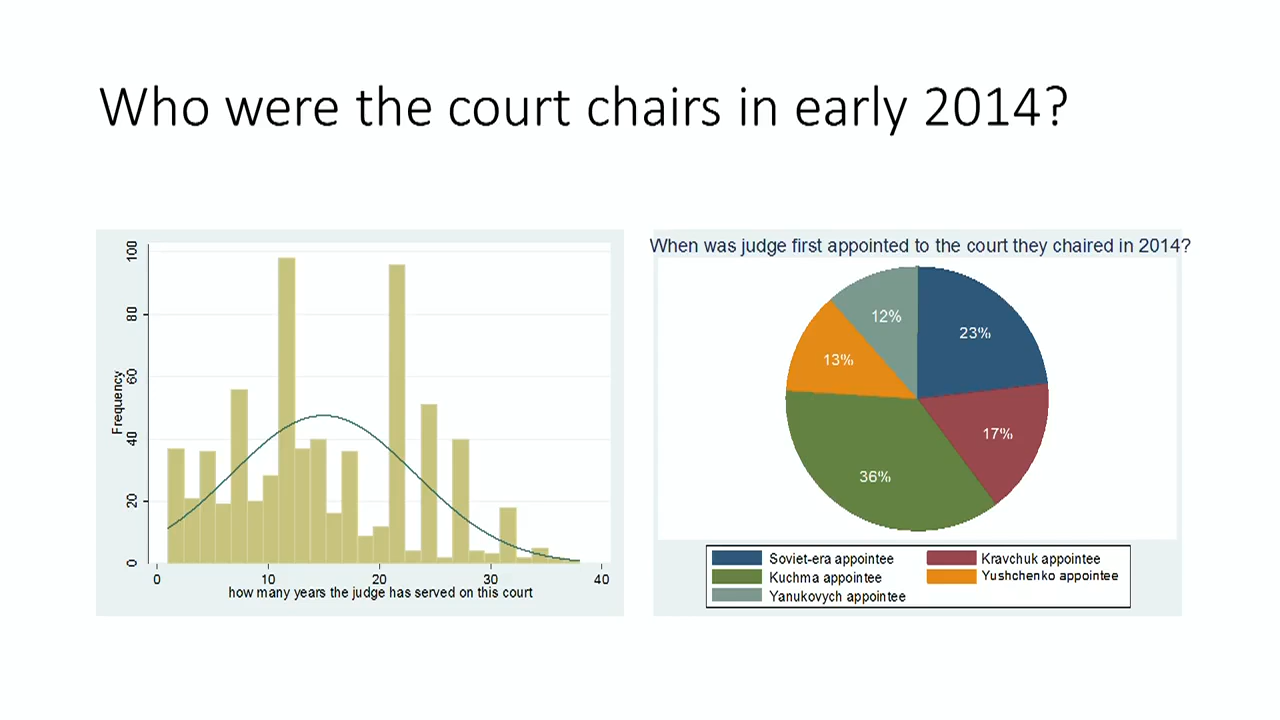 Who were the court chairs in early 2014?
100
80
60
40
20
0
Frequency
0 10 20 30 40
how many years the judge has served on this court
When was judge first appointed to the court they chaired in 2014?
12%
23%
13%
17%
36%
Soviet-era appointee
Kravchuk appointee
Kuchma appointee
Yushchenko appointee
Yanukovych appointee